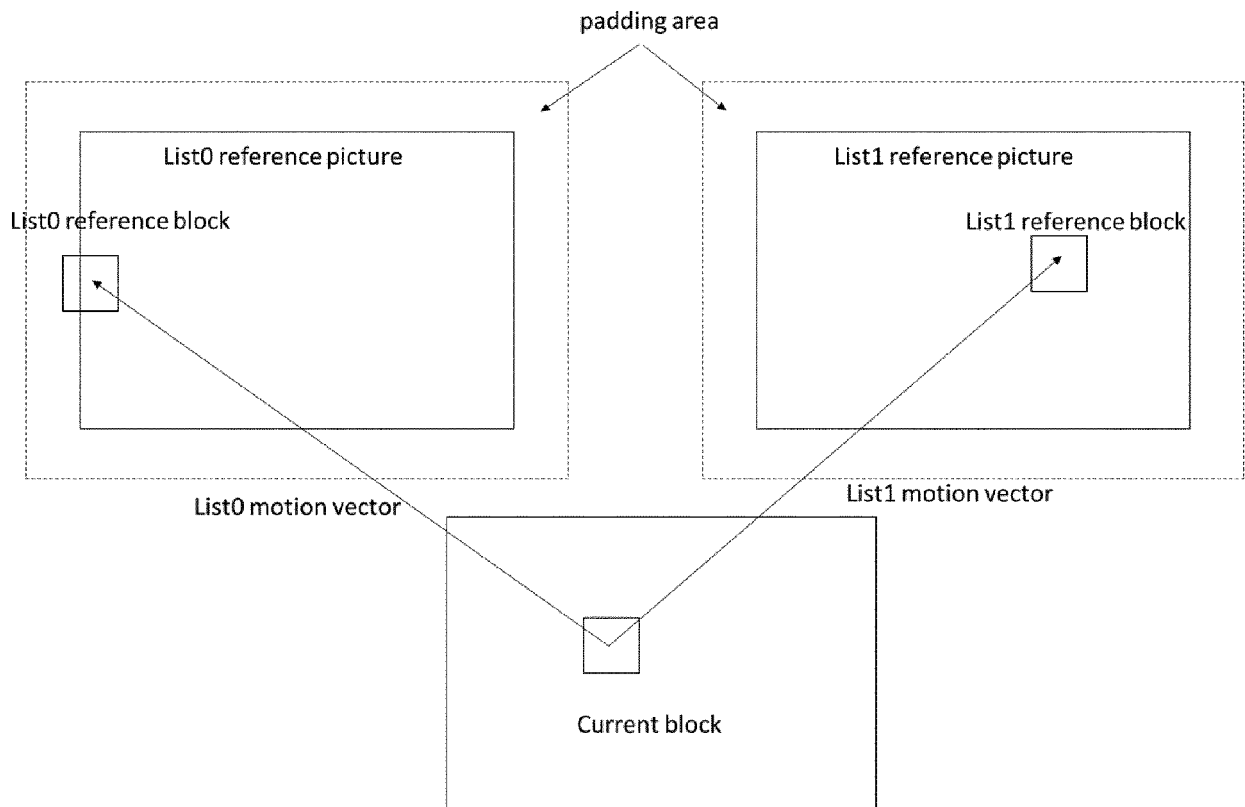 padding area
List0 reference picture
List1 reference picture
List0 reference block
List1 reference block
List0 motion vector
List1 motion vector
Current block